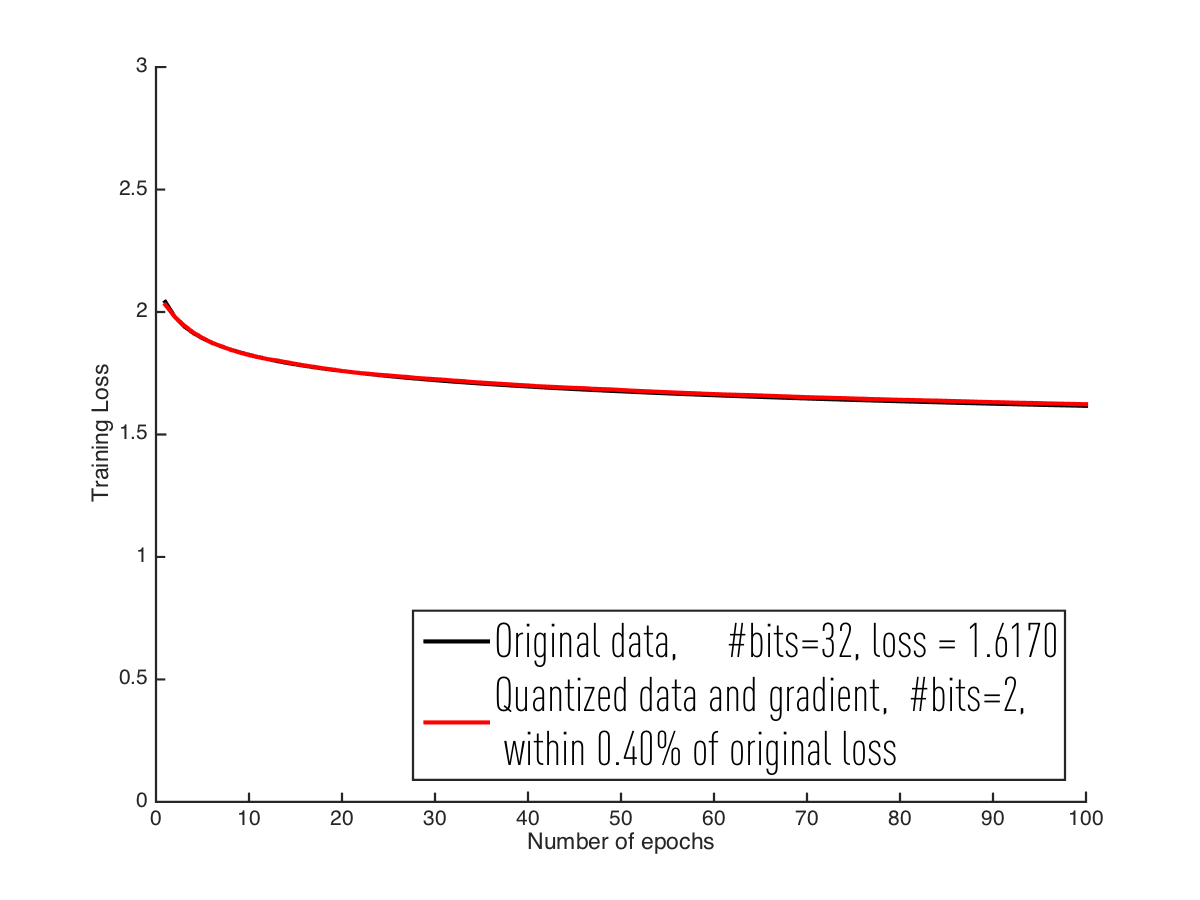 3
2.5
2
1.5
1
0.5
0
Training Loss
0 10 20 30 40 50 60 70 80 90 100
Number of epochs
Original data, #bits=32, loss = 1.6170
Quantized data and gradient, #bits=2,
within 0.40% of original loss